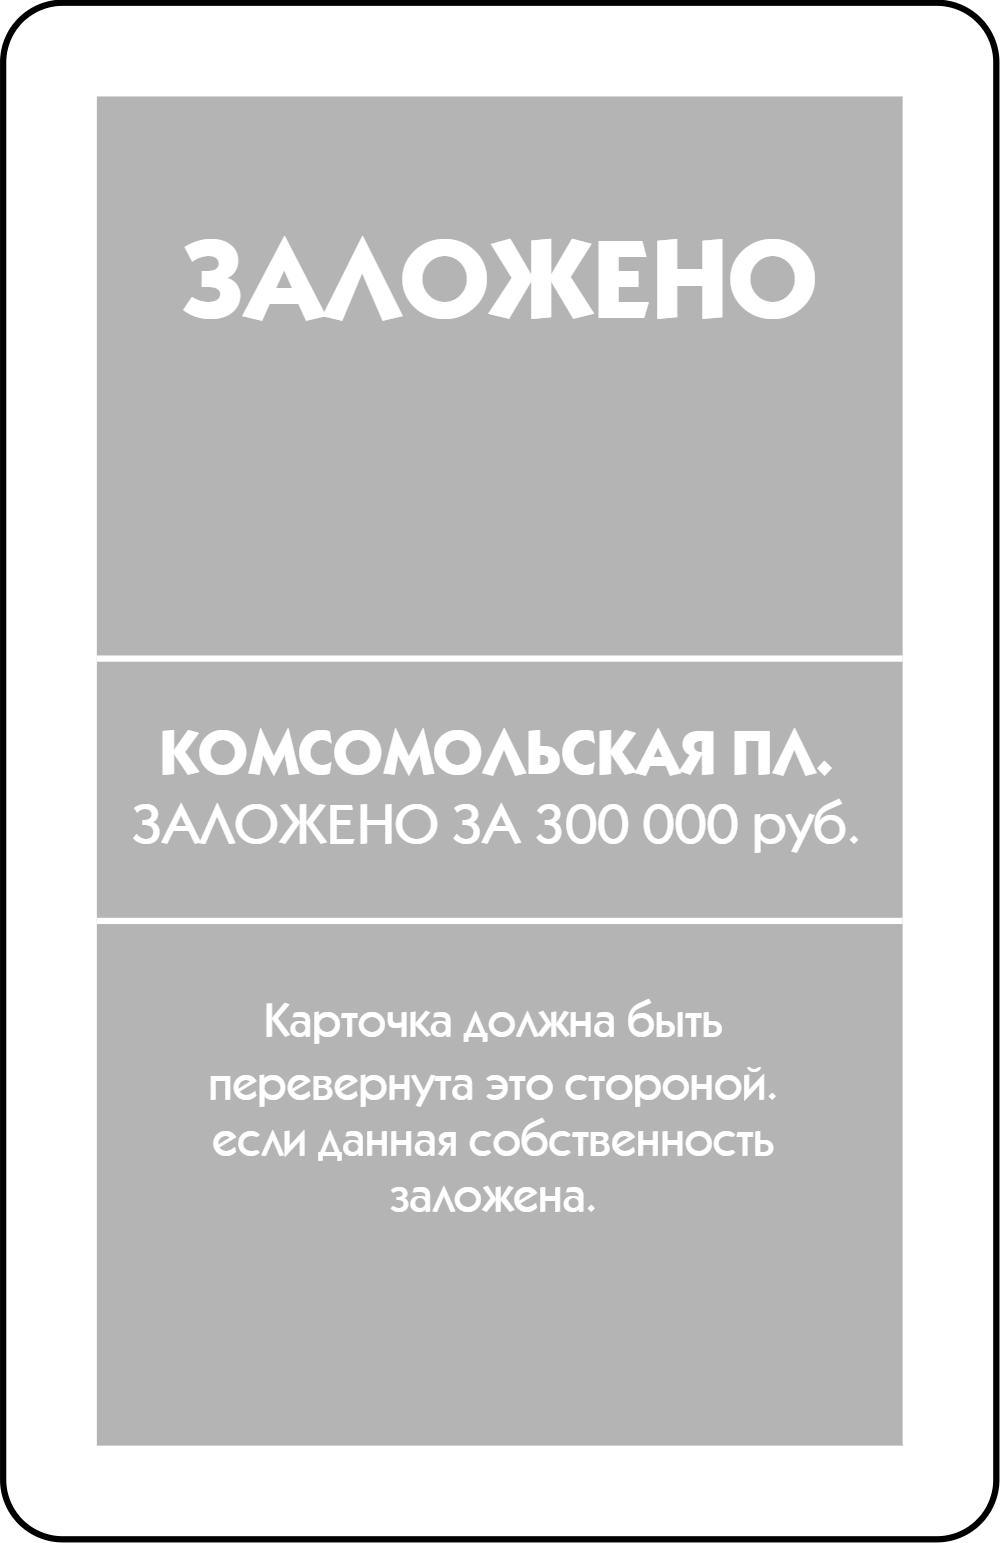 ЗАЛОЖЕНО
КОМСОМОЛЬСКАЯ ПЛ.
ЗАЛОЖЕНО ЗА 300 000 руб.
Карточка должна быть
перевернута это стороной.
если данная собственность
заложена.